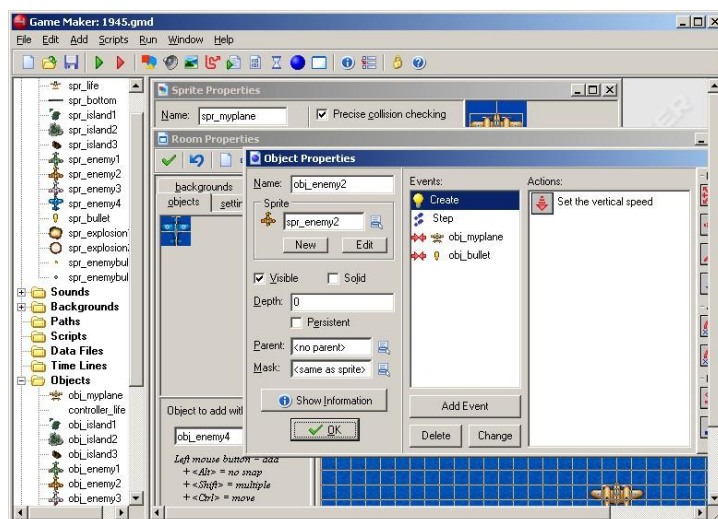 Game Maker: 1945.gmd
File Edit Add Scripts Run Window Help
spr_life
spr_bottom
spr_island1
spr_island2
spr_island3
spr_enemy1
spr_enemy2
spr_enemy3
spr_enemy4
spr_bullet
spr_explosion
spr_explosion
spr_enemybul
spr_enemybul
Sounds
Backgrounds
Paths
Scripts
Data Files
Time Lines
Objects
obj_myplane
controller_life
obj_island1
obj_island2
obj_island3
obj_enemy1
obj_enemy2
obj_enemy3
Sprite Properties
Name: spr_myplane
Precise collision checking
Room Properties
backgrounds
objects settin
Object to add with
obj_enemy4
Left mouse button = add
+ <Alt> = no snap
+ <Shift> = multiple
+ <Ctrl> = move
Object Properties
Name: obj_enemy2
Sprite
spr_enemy2
New Edit
Visible Solid
Depth: 0
Persistent
Parent: <no parent>
Mask: <same as sprite>
Show Information
OK
Events:
Create
Step
obj_myplane
obj_bullet
Add Event
Delete Change
Actions:
Set the vertical speed